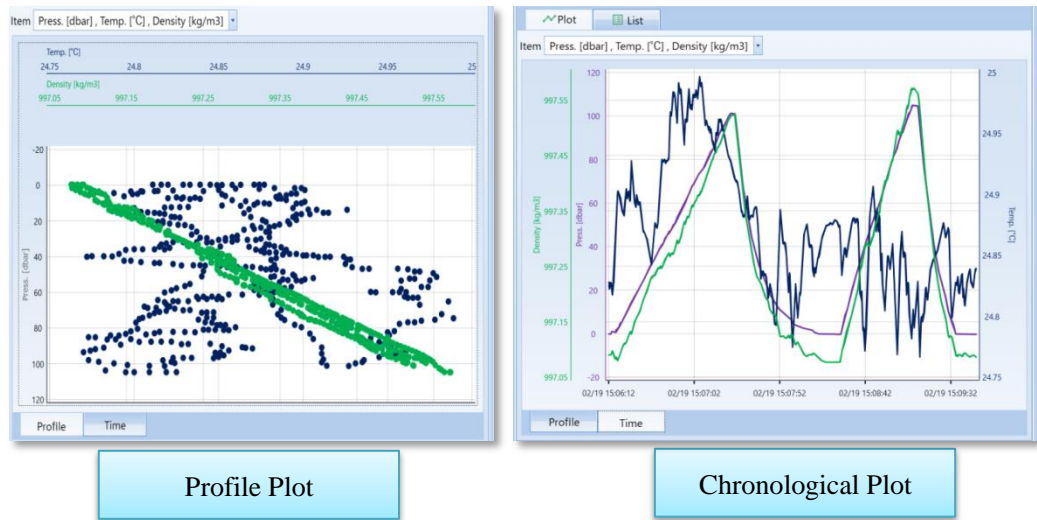 Item Press. [dbar] , Temp. [°C] , Density [kg/m3]
Temp. [°C]
24.75 24.8 24.85 24.9 24.95 25
Density [kg/m3]
997.05 997.15 997.25 997.35 997.45 997.55
-20
0
20
40
60
80
100
120
Press. [dbar]
Profile Time
Profile Plot
Plot List
Item Press. [dbar] , Temp. [°C] , Density [kg/m3]
997.55
997.45
997.35
997.25
997.15
997.05
Density [kg/m3]
120
100
80
60
40
20
0
-20
Press. [dbar]
25
24.95
24.9
24.85
24.8
24.75
Temp. [°C]
02/19 15:06:12 02/19 15:07:02 02/19 15:07:52 02/19 15:08:42 02/19 15:09:32
Profile Time
Chronological Plot